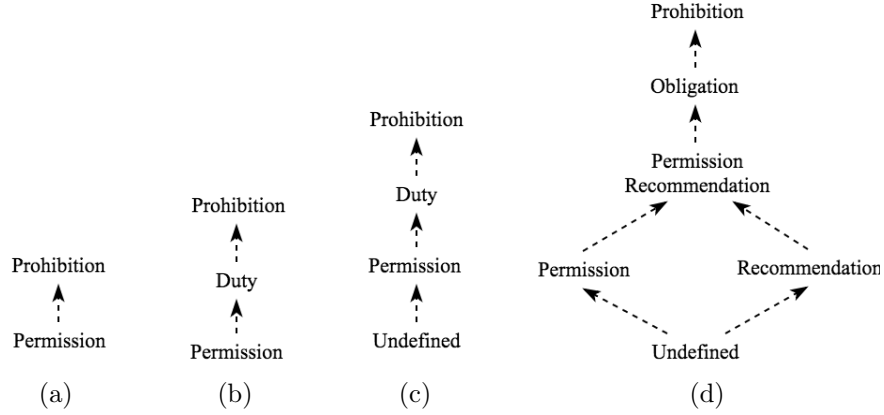 Prohibition
Permission
(a)
Prohibition
Duty
Permission
(b)
Prohibition
Duty
Permission
Undefined
(c)
Prohibition
Obligation
Permission
Recommendation
Permission
Recommendation
Undefined
(d)